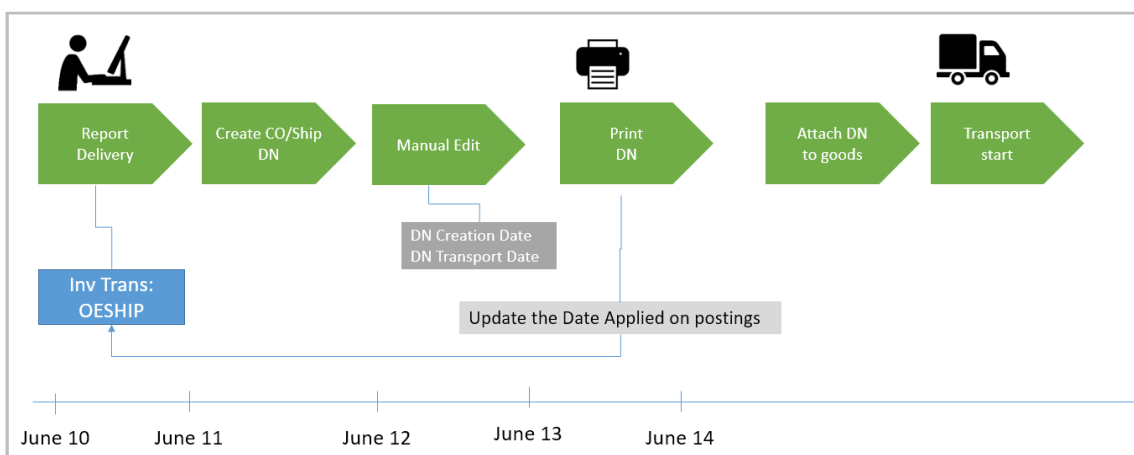 Report
Delivery
Create CO/Ship
DN
Manual Edit
Print
DN
Attach DN
to goods
Transport
start
DN Creation Date
DN Transport Date
Inv Trans:
OESHIP
Update the Date Applied on postings
June 10
June 11
June 12
June 13
June 14